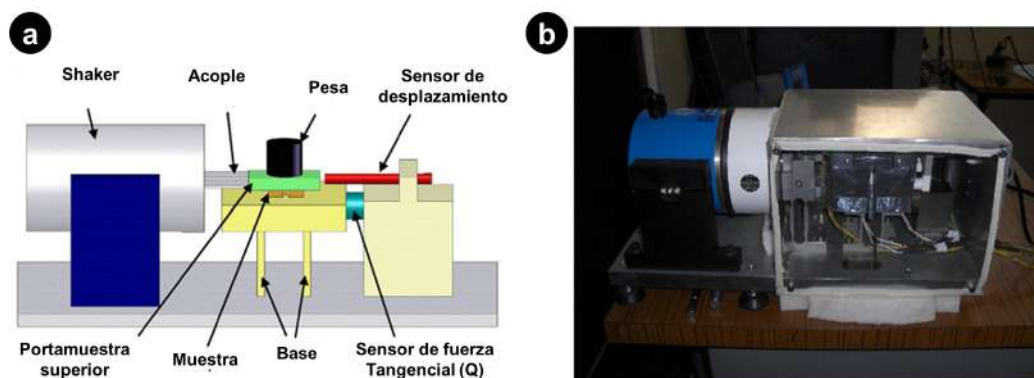 a
b
Shaker
Acople
Pesa
Sensor de
desplazamiento
Portamuestra
superior
Muestra
Base
Sensor de fuerza
Tangencial (Q)